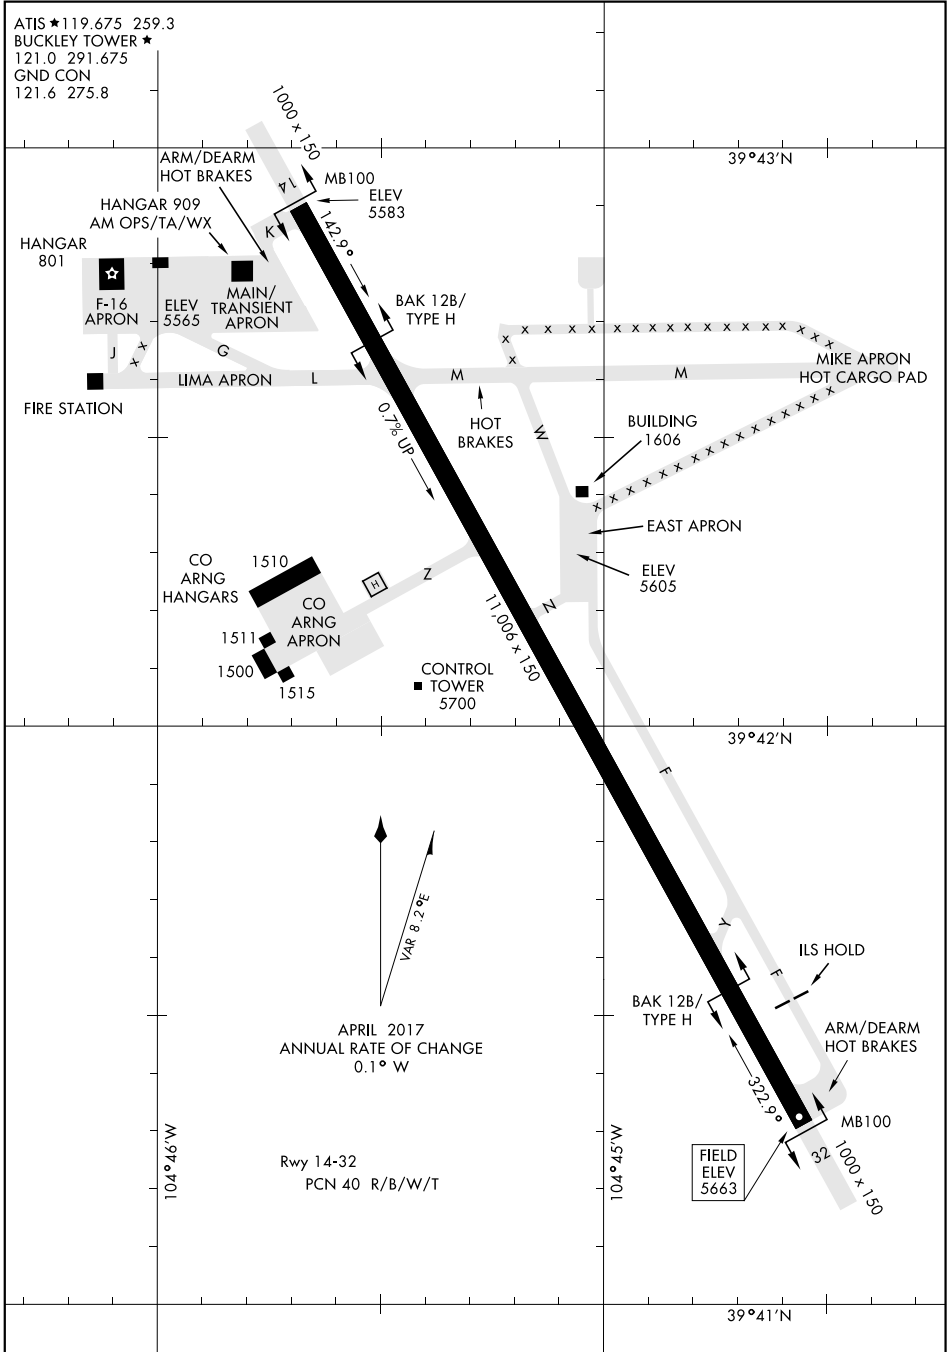 ATIS ★ 119.675 259.3
BUCKLEY TOWER ★
121.0 291.675
GND CON
121.6 275.8
1000 x 150
39°43'N
ARM/DEARM
HOT BRAKES
MB100
14
ELEV
5583
HANGAR 909
AM OPS/TA/WX
K
142.9°
HANGAR
801
F-16
APRON
ELEV
5565
MAIN/
TRANSIENT
APRON
BAK 12B/
TYPE H
J
x
x
G
x x x x x x x x x x x x x x x x x x
MIKE APRON
HOT CARGO PAD
LIMA APRON
L
M
M
FIRE STATION
0.7% UP
HOT
BRAKES
W
BUILDING
1606
x x x x x x x x x x x x x x x x
EAST APRON
ELEV
5605
CO
ARNG
HANGARS
1510
H
Z
CO
ARNG
APRON
1511
1500
1515
11,006 x 150
N
CONTROL
TOWER
5700
39°42'N
F
VAR 8.2°E
Y
F
ILS HOLD
BAK 12B/
TYPE H
APRIL 2017
ANNUAL RATE OF CHANGE
0.1° W
ARM/DEARM
HOT BRAKES
322.9°
MB100
104°46'W
104°45'W
Rwy 14-32
PCN 40 R/B/W/T
FIELD
ELEV
5663
32
1000 x 150
39°41'N